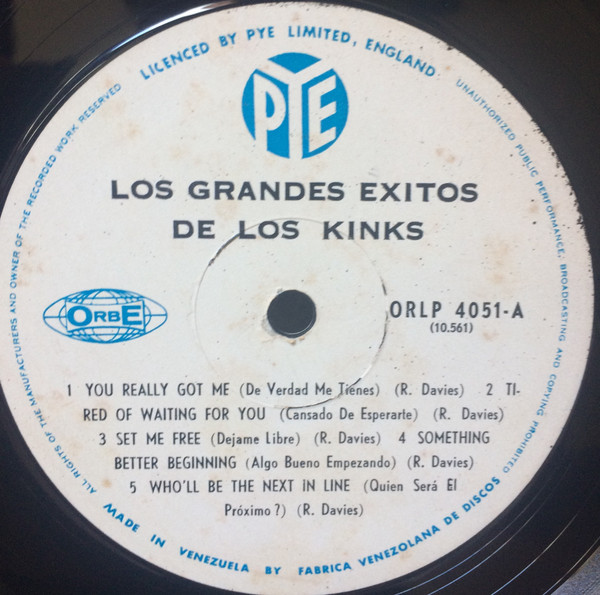 LICENCED BY PYE LIMITED, ENGLAND
UNAUTHORIZED PUBLIC PERFORMANCE, BROADCASTING AND COPYING PROHIBITED
ALL RIGHTS OF THE MANUFACTURERS AND OWNER OF THE RECORDED WORK RESERVED
PYE
LOS GRANDES EXITOS
DE LOS KINKS
ORBE
ORLP 4051-A
(10.561)
1 YOU REALLY GOT ME (De Verdad Me Tienes) (R. Davies) 2 TI-
RED OF WAITING FOR YOU (Cansado De Esperarte) (R. Davies)
3 SET ME FREE (Dejame Libre) (R. Davies) 4 SOMETHING
BETTER BEGINNING (Algo Bueno Empezando) (R. Davies)
5 WHO'LL BE THE NEXT IN LINE (Quien Será El
Próximo?) (R. Davies)
MADE IN VENEZUELA BY FABRICA VENEZOLANA DE DISCOS